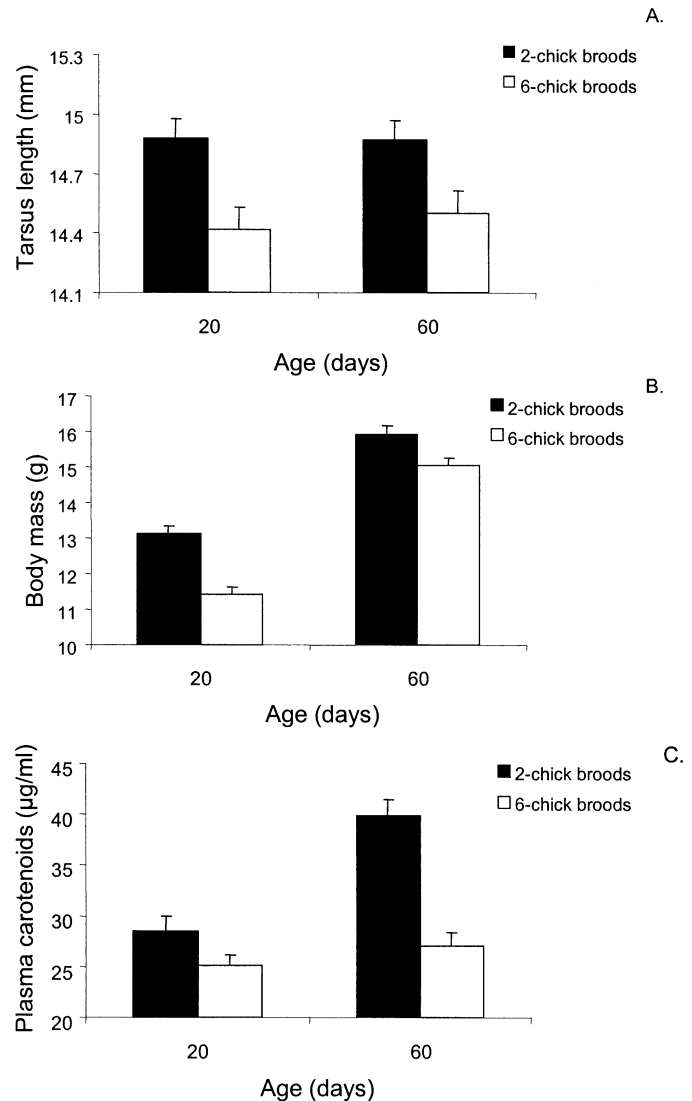 A.
15.3
15
14.7
14.4
14.1
Tarsus length (mm)
2-chick broods
6-chick broods
20
60
Age (days)
B.
17
16
15
13
12
11
10
Body mass (g)
2-chick broods
6-chick broods
20
60
Age (days)
C.
45
40
30
25
20
Plasma carotenoids (µg/ml)
2-chick broods
6-chick broods
20
60
Age (days)